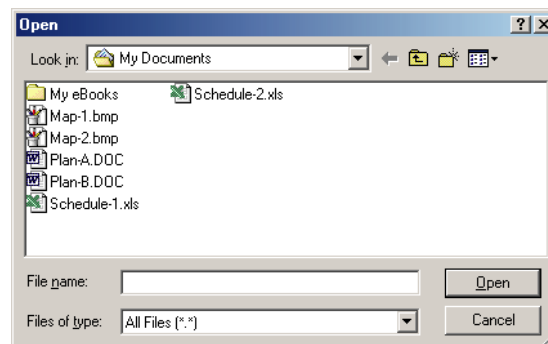 Open
Look in: My Documents
My eBooks Schedule-2.xls
Map-1.bmp
Map-2.bmp
Plan-A.DOC
Plan-B.DOC
Schedule-1.xls
File name: Open
Files of type: All Files (*.*) Cancel